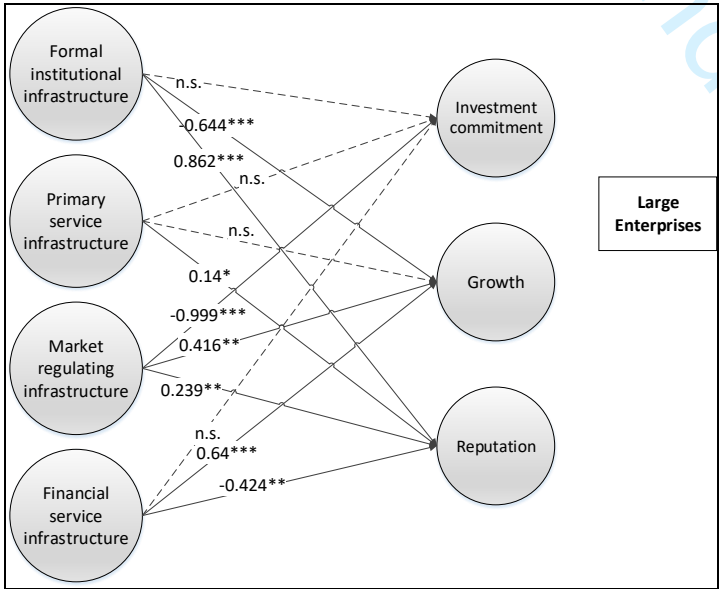 Formal
institutional
infrastructure
Primary
service
infrastructure
Market
regulating
infrastructure
Financial
service
infrastructure
n.s.
-0.644***
0.862***
n.s.
n.s.
0.14*
-0.999***
0.416**
0.239**
n.s.
0.64***
-0.424**
Investment
commitment
Growth
Reputation
Large
Enterprises